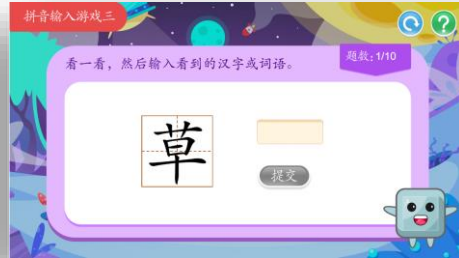 拼音输入游戏三
题数:1/10
看一看，然后输入看到的汉字或词语。
草
提交